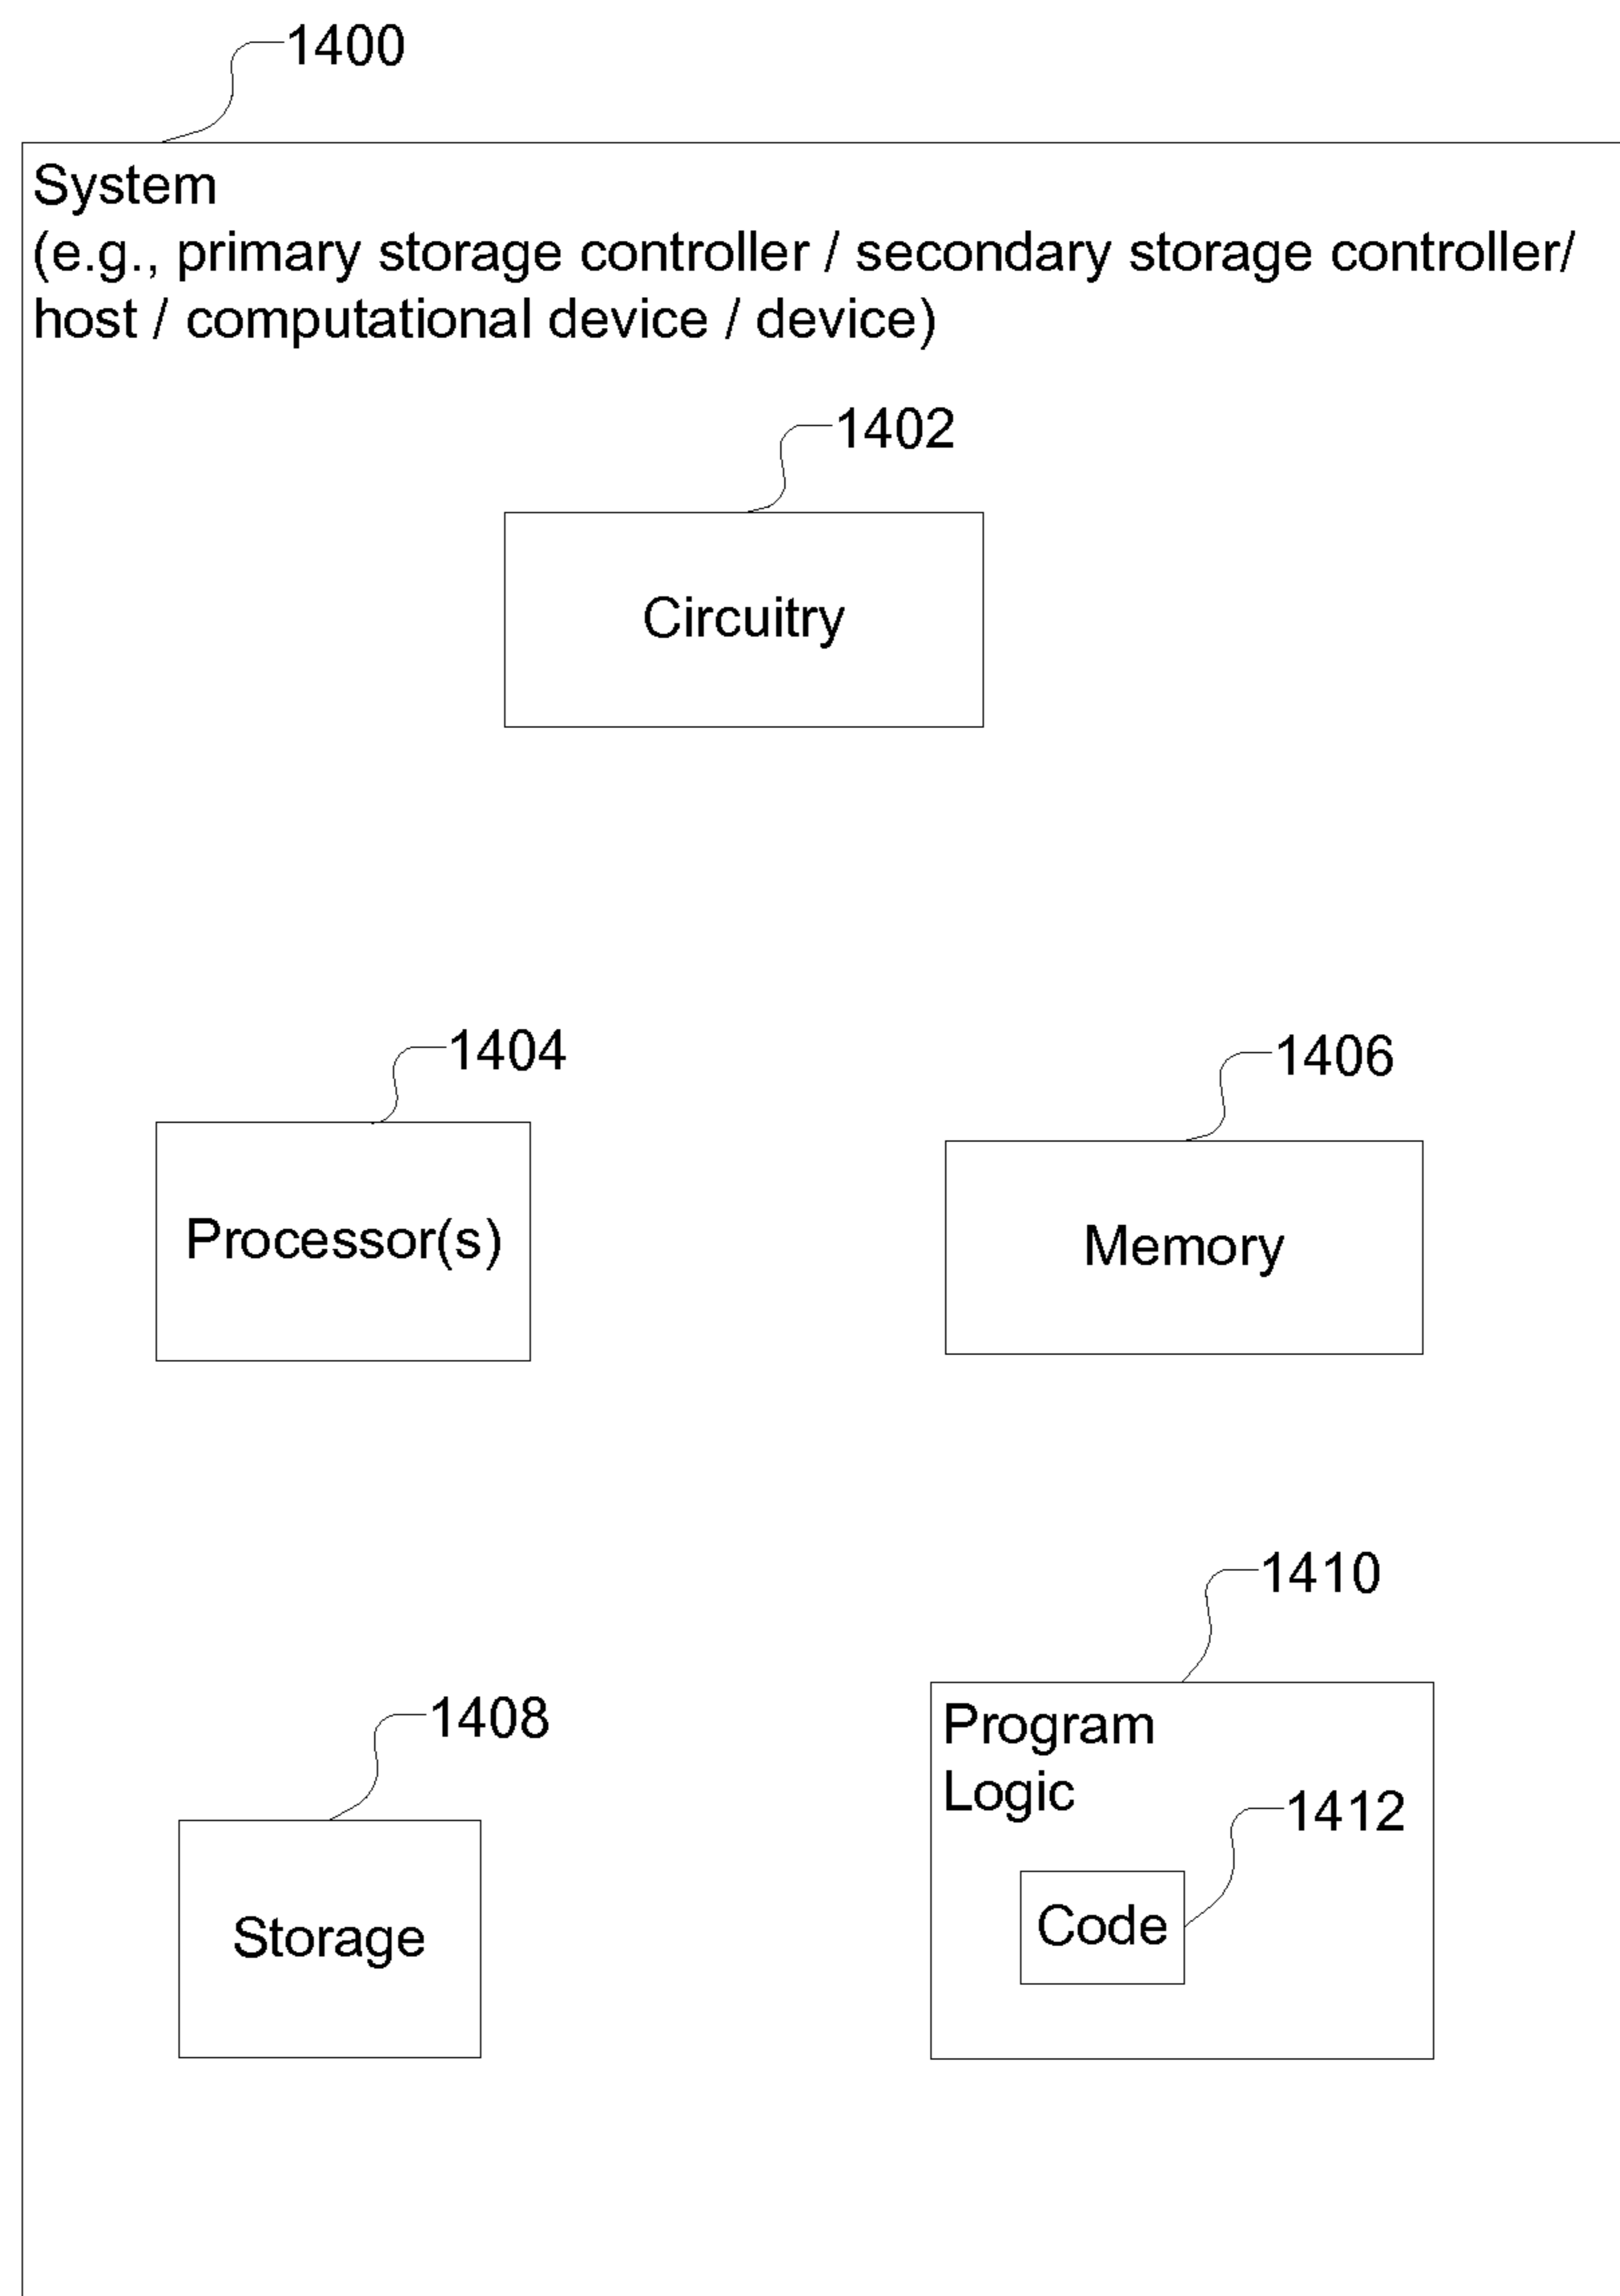 1400
System
(e.g., primary storage controller / secondary storage controller/
host / computational device / device)
1402
Circuitry
1404
1406
Processor(s)
Memory
1410
1408
Program
Logic
1412
Code
Storage